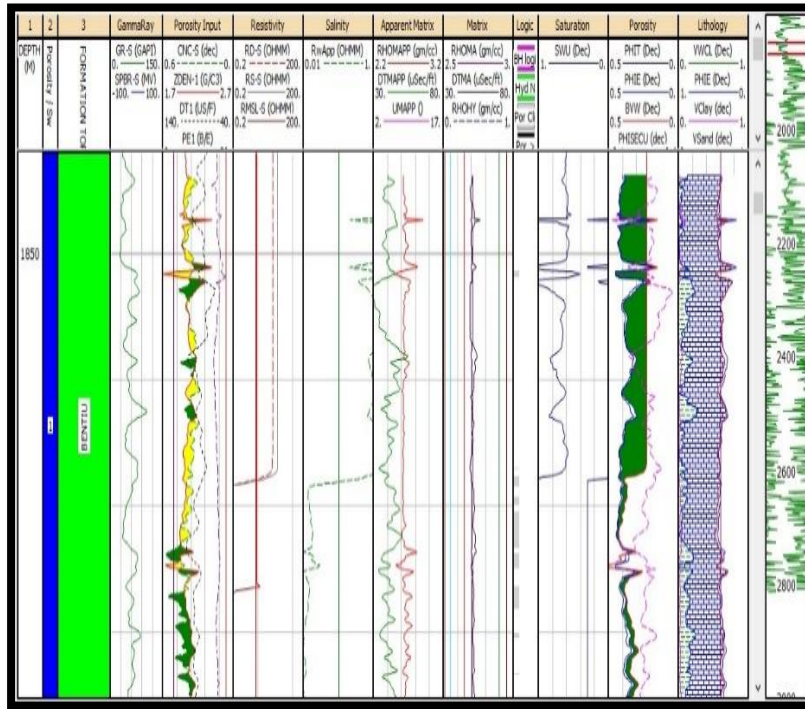 1
2
3
GammaRay
Porosity Input
Resistivity
Salinity
Apparent Matrix
Matrix
Logic
Saturation
Porosity
Lithology
DEPTH
(M)
Porosity / Sw
FORMATION TO
GR-S (GAPI)
0. 150.
SPBR-S (MV)
-100. 100.
CNC-S (dec)
0.6 0.
ZDEN-1 (G/C3)
1.7 2.7
DT1 (US/F)
140. 40.
PE1 (B/E)
RD-S (OHMM)
0.2 200.
RS-S (OHMM)
0.2 200.
RMSL-S (OHMM)
0.2 200.
RwApp (OHMM)
0.01 1.
RHOMAPP (gm/cc)
2.2 3.2
DTMAPP (uSec/ft)
30. 80.
UMAPP ()
2. 17.
RHOMA (gm/cc)
2.5 3.
DTMA (uSec/ft)
30. 80.
RHOHY (gm/cc)
0. 1.
BH logi
Hyd N
Por Cl
Por >
SWU (Dec)
1. 0.
PHIT (Dec)
0.5 0.
PHIE (Dec)
0.5 0.
BVW (Dec)
0.5 0.
PHISECU (dec)
VWCL (Dec)
0. 1.
PHIE (Dec)
1. 0.
VClay (dec)
0. 1.
VSand (dec)
1850
BENTIU
2000
2200
2400
2600
2800